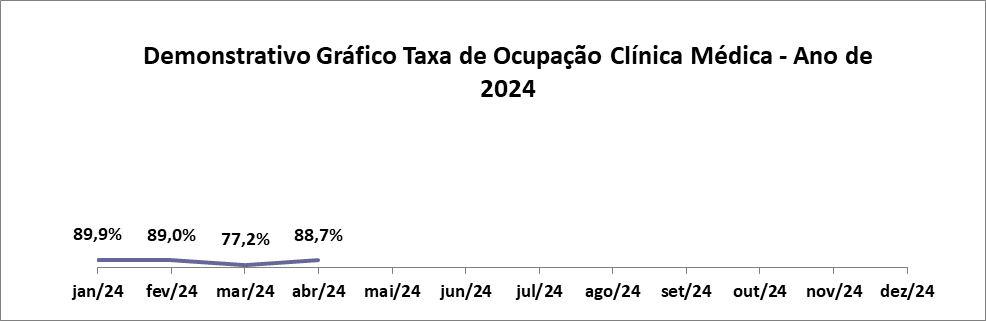 Demonstrativo Gráfico Taxa de Ocupação Clínica Médica - Ano de
2024
89,9% 89,0% 77,2% 88,7%
jan/24 fev/24 mar/24 abr/24 mai/24 jun/24 jul/24 ago/24 set/24 out/24 nov/24 dez/24